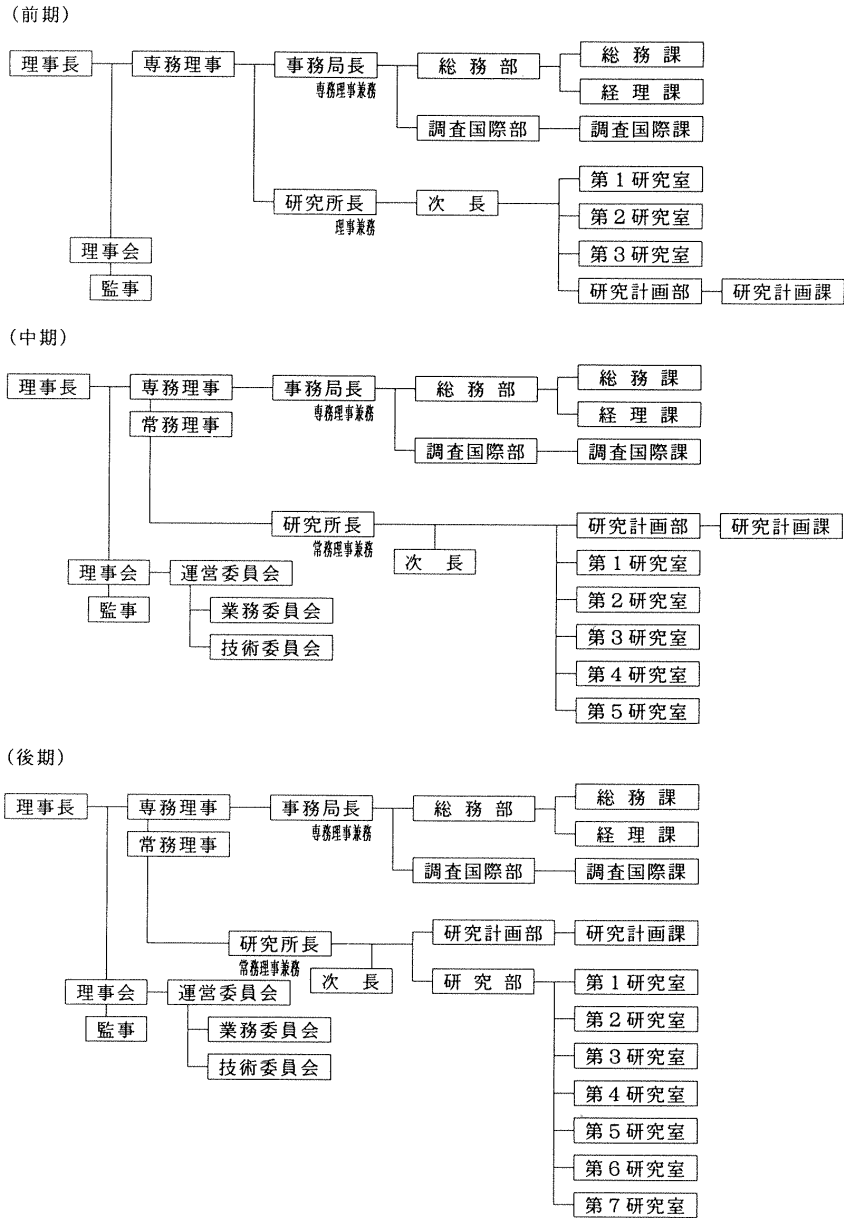 (前期)
理事長 専務理事 事務局長 総務部 総務課
専務理事兼務
経理課
調査国際部 調査国際課
第1研究室
研究所長 次長 第2研究室
理事兼務
理事会 第3研究室
監事 研究計画部 研究計画課
(中期)
理事長 専務理事 事務局長 総務部 総務課
専務理事兼務
常務理事 経理課
調査国際部 調査国際課
研究所長 研究計画部 研究計画課
常務理事兼務
次長
理事会 運営委員会 第1研究室
監事 業務委員会 第2研究室
技術委員会 第3研究室
第4研究室
第5研究室
(後期)
理事長 専務理事 事務局長 総務部 総務課
専務理事兼務
常務理事 経理課
調査国際部 調査国際課
研究所長 研究計画部 研究計画課
常務理事兼務
次長
理事会 運営委員会 研究部 第1研究室
監事 業務委員会 第2研究室
技術委員会 第3研究室
第4研究室
第5研究室
第6研究室
第7研究室